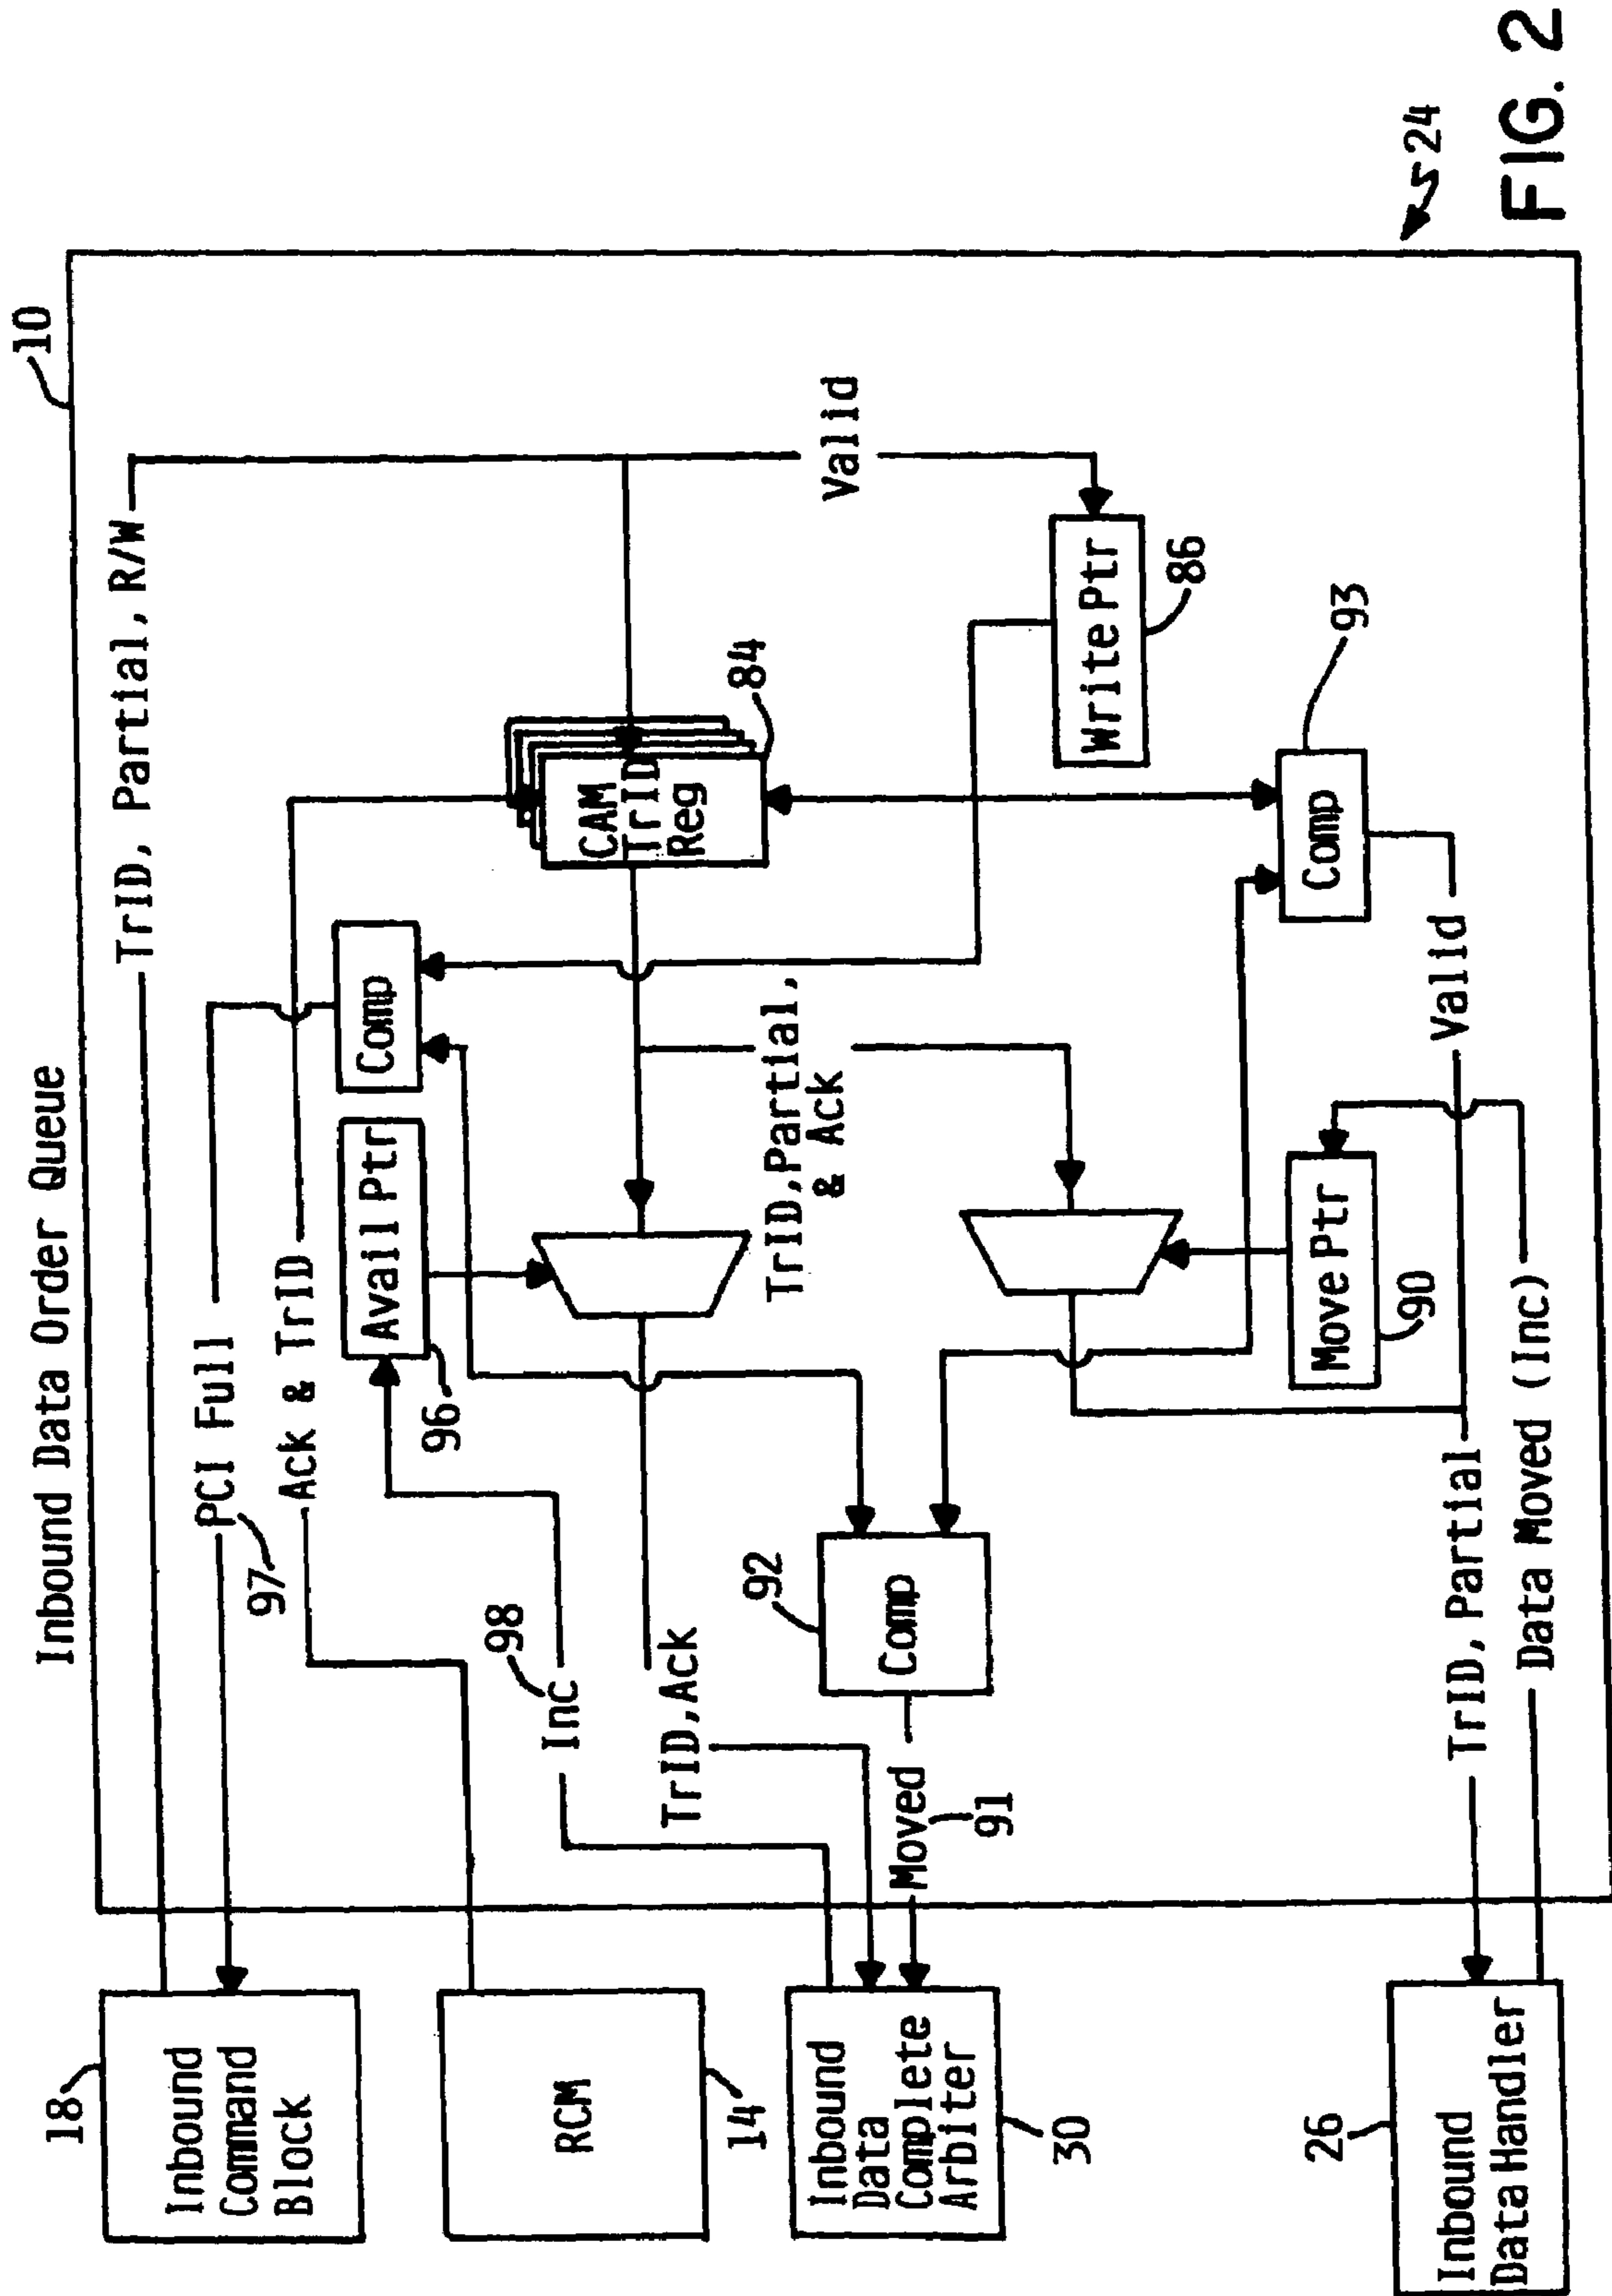 Inbound Data Order Queue
10
18
Inbound
Command
Block
TrID, Partial, R/W
PCI Full
97
Ack & TrID
RCM
14
98
Inc
96
Avail Ptr
Comp
CAM
TrID
Reg
84
Valid
TrID,Ack
TrID,Partial,
& Ack
Inbound
Data
Complete
Arbiter
30
Moved
91
92
Comp
Write Ptr
86
Move Ptr
90
Comp
93
Valid
26
Inbound
Data Handler
TrID, Partial
Data Moved (Inc)
24
FIG. 2